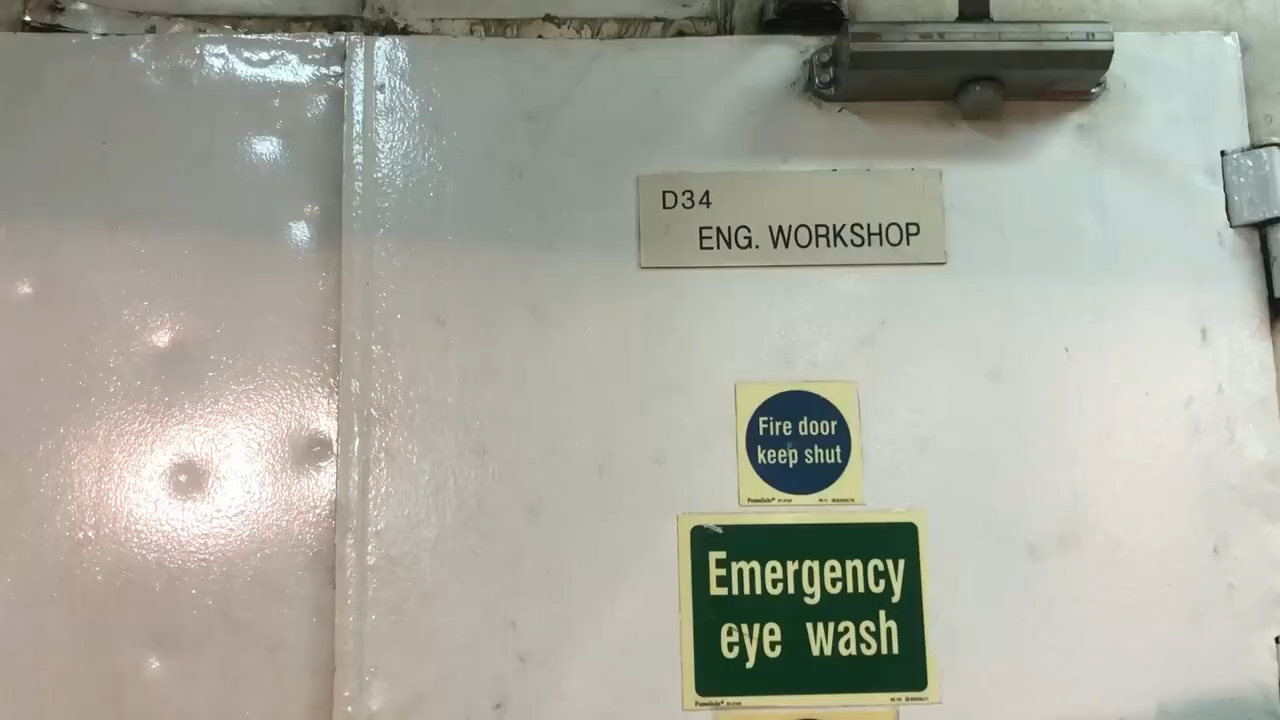 D34
ENG. WORKSHOP
Fire door
keep shut
Emergency
eye wash